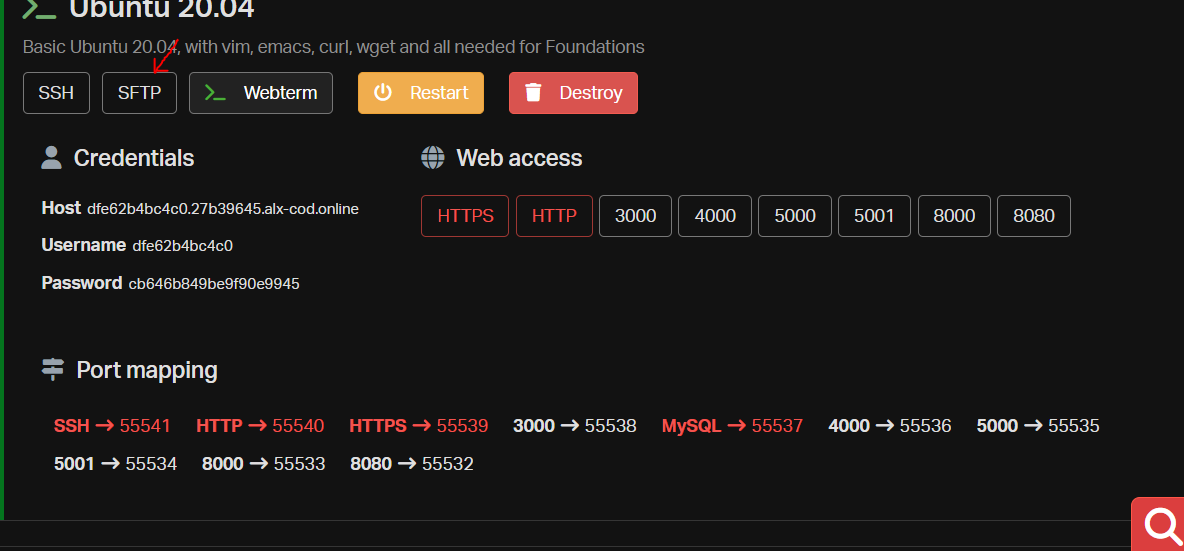 Ubuntu 20.04
Basic Ubuntu 20.04, with vim, emacs, curl, wget and all needed for Foundations
SSH SFTP Webterm Restart Destroy
Credentials
Host dfe62b4bc4c0.27b39645.alx-cod.online
Username dfe62b4bc4c0
Password cb646b849be9f90e9945
Web access
HTTPS HTTP 3000 4000 5000 5001 8000 8080
Port mapping
SSH → 55541 HTTP → 55540 HTTPS → 55539 3000 → 55538 MySQL → 55537 4000 → 55536 5000 → 55535
5001 → 55534 8000 → 55533 8080 → 55532